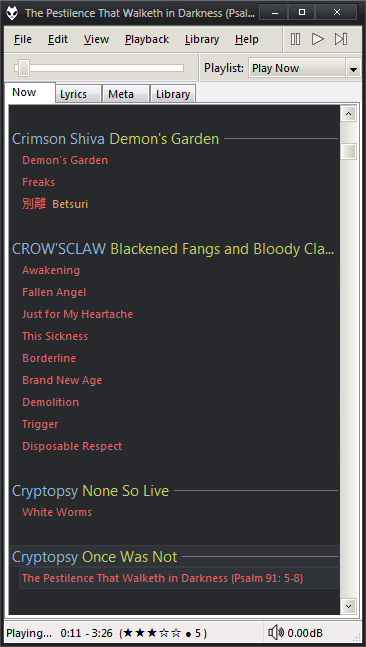 The Pestilence That Walketh in Darkness (Psal...
File Edit View Playback Library Help
Playlist: Play Now
Now Lyrics Meta Library
Crimson Shiva Demon's Garden
Demon's Garden
Freaks
別離 Betsuri
CROW'SCLAW Blackened Fangs and Bloody Cla...
Awakening
Fallen Angel
Just for My Heartache
This Sickness
Borderline
Brand New Age
Demolition
Trigger
Disposable Respect
Cryptopsy None So Live
White Worms
Cryptopsy Once Was Not
The Pestilence That Walketh in Darkness (Psalm 91: 5-8)
Playing... 0:11 - 3:26 (★★★☆☆ ● 5 ) 0.00dB